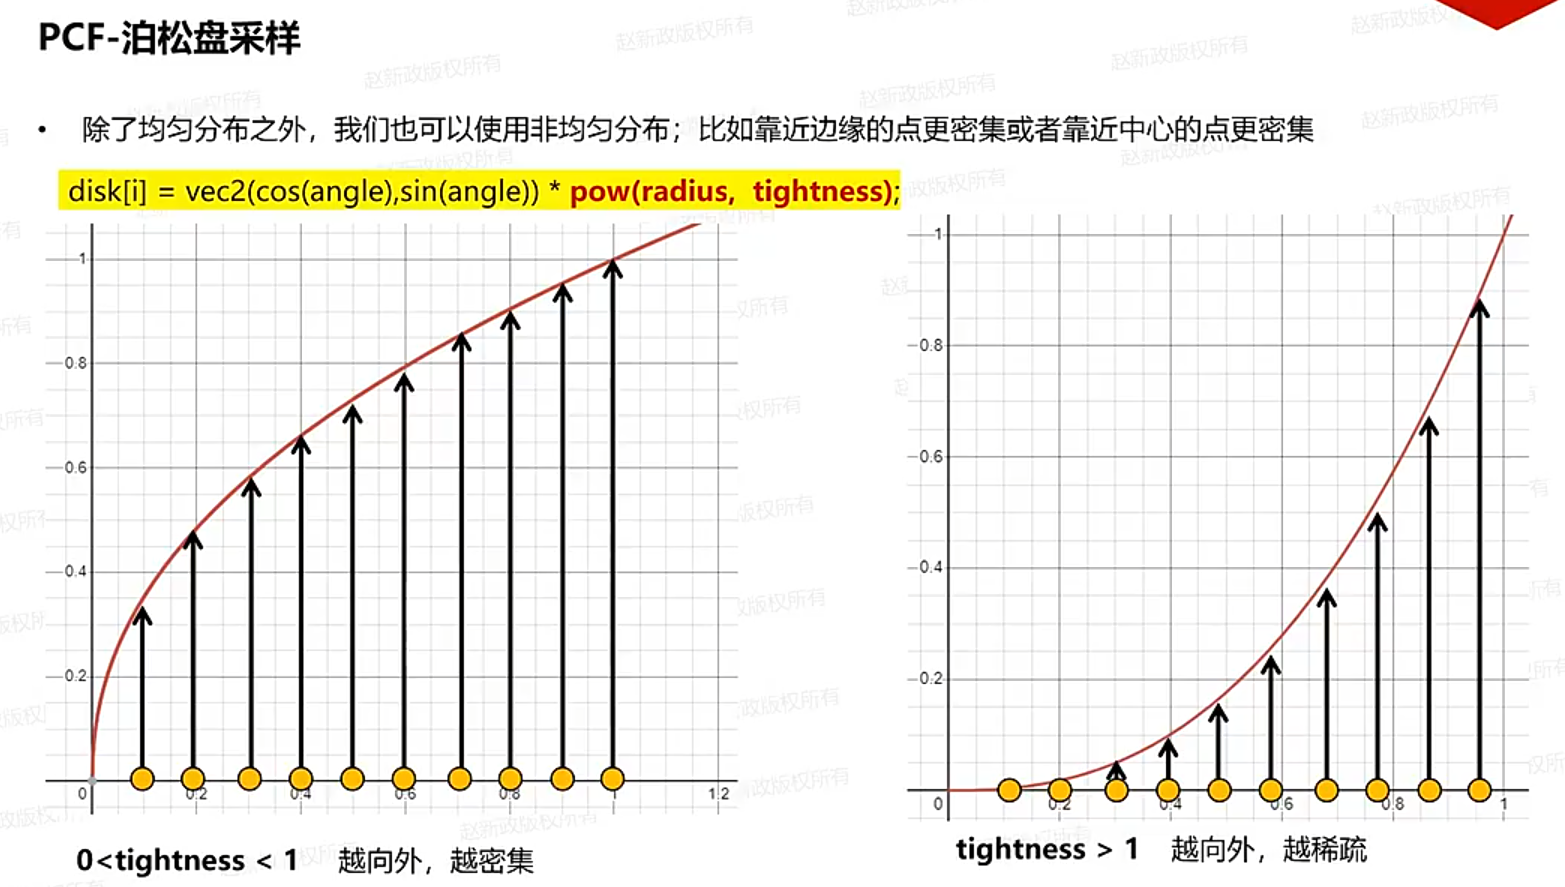 PCF-泊松盘采样
赵新政版权所有
• 除了均匀分布之外，我们也可以使用非均匀分布；比如靠近边缘的点更密集或者靠近中心的点更密集
disk[i] = vec2(cos(angle),sin(angle)) * pow(radius, tightness);
1
0.8
0.6
0.4
0.2
0 0.2 0.4 0.6 0.8 1 1.2
1
0.8
0.6
0.4
0.2
0 0.2 0.4 0.6 0.8 1
0<tightness < 1 越向外，越密集
tightness > 1 越向外，越稀疏